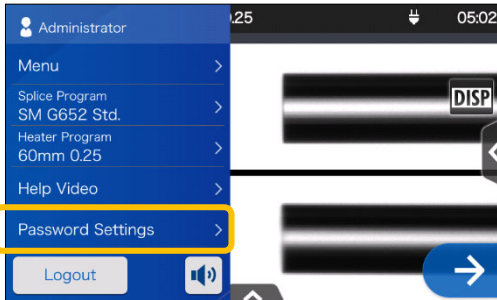 Administrator
.25
05:02
Menu
Splice Program
SM G652 Std.
DISP
Heater Program
60mm 0.25
Help Video
Password Settings
Logout